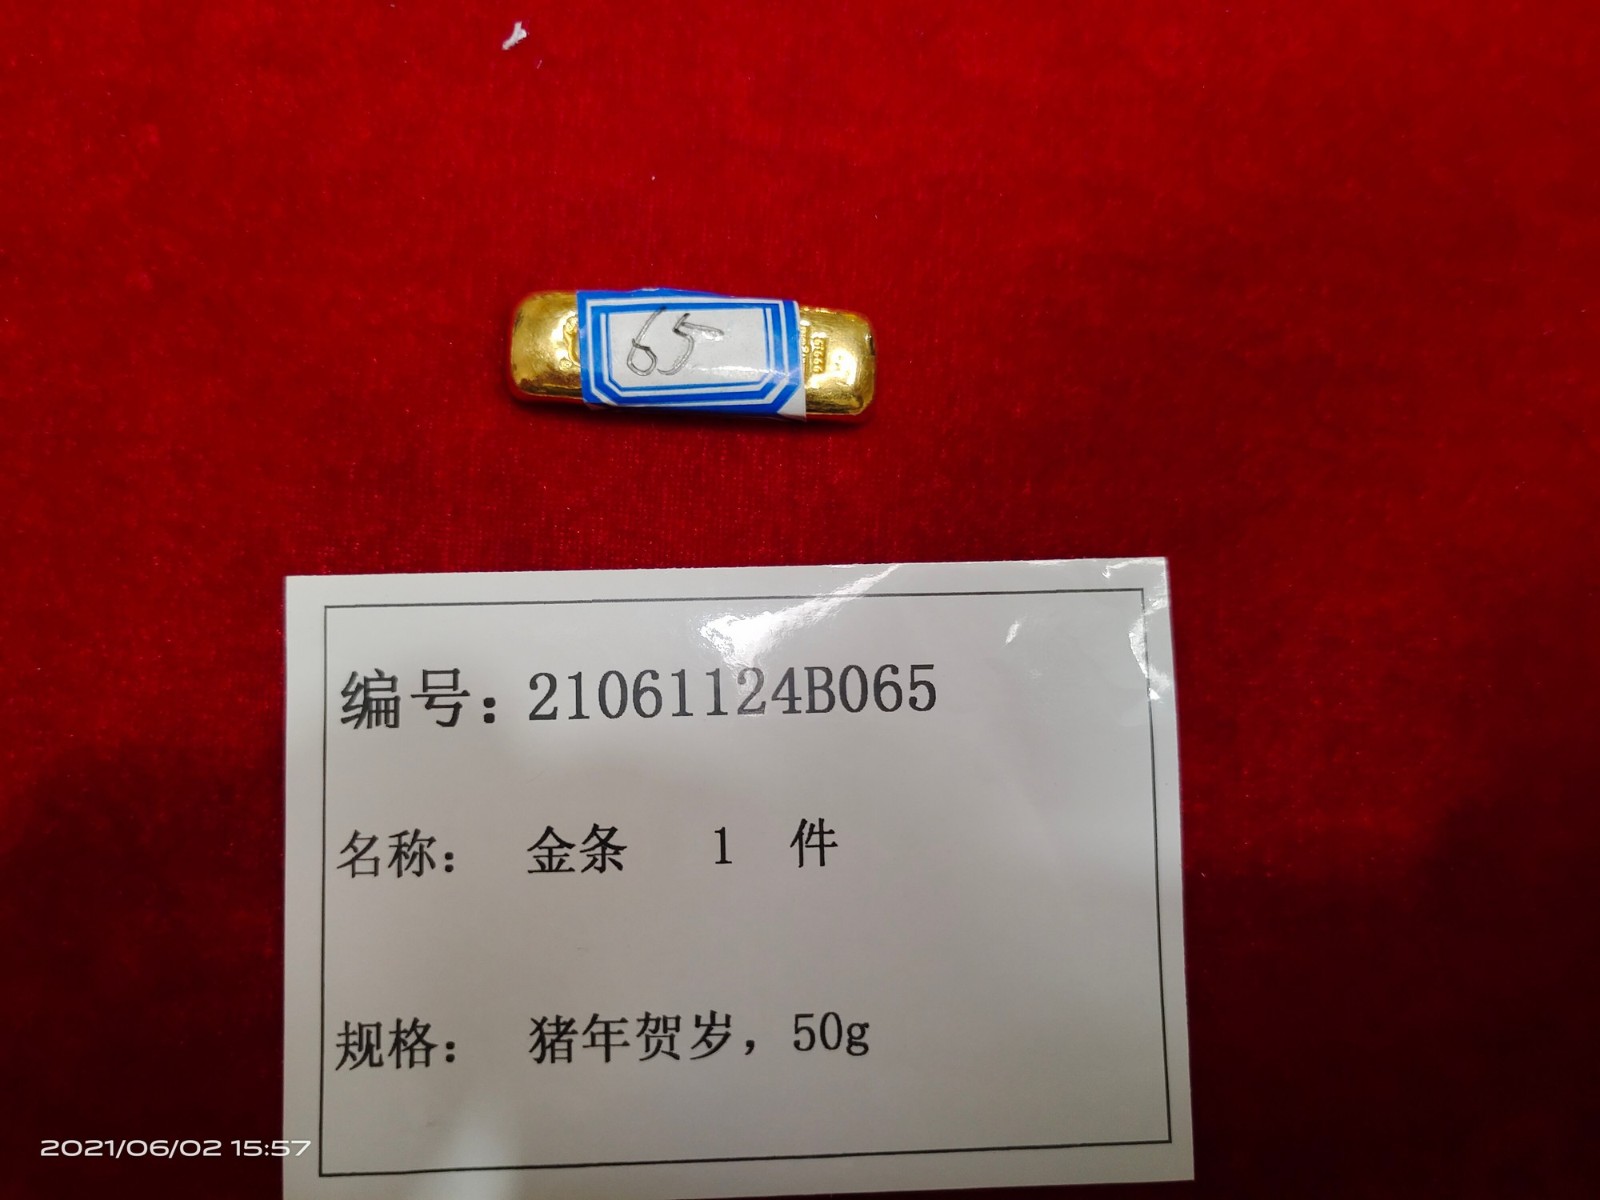 65
编号：21061124B065
名称： 金条 1 件
规格： 猪年贺岁，50g
2021/06/02 15:57